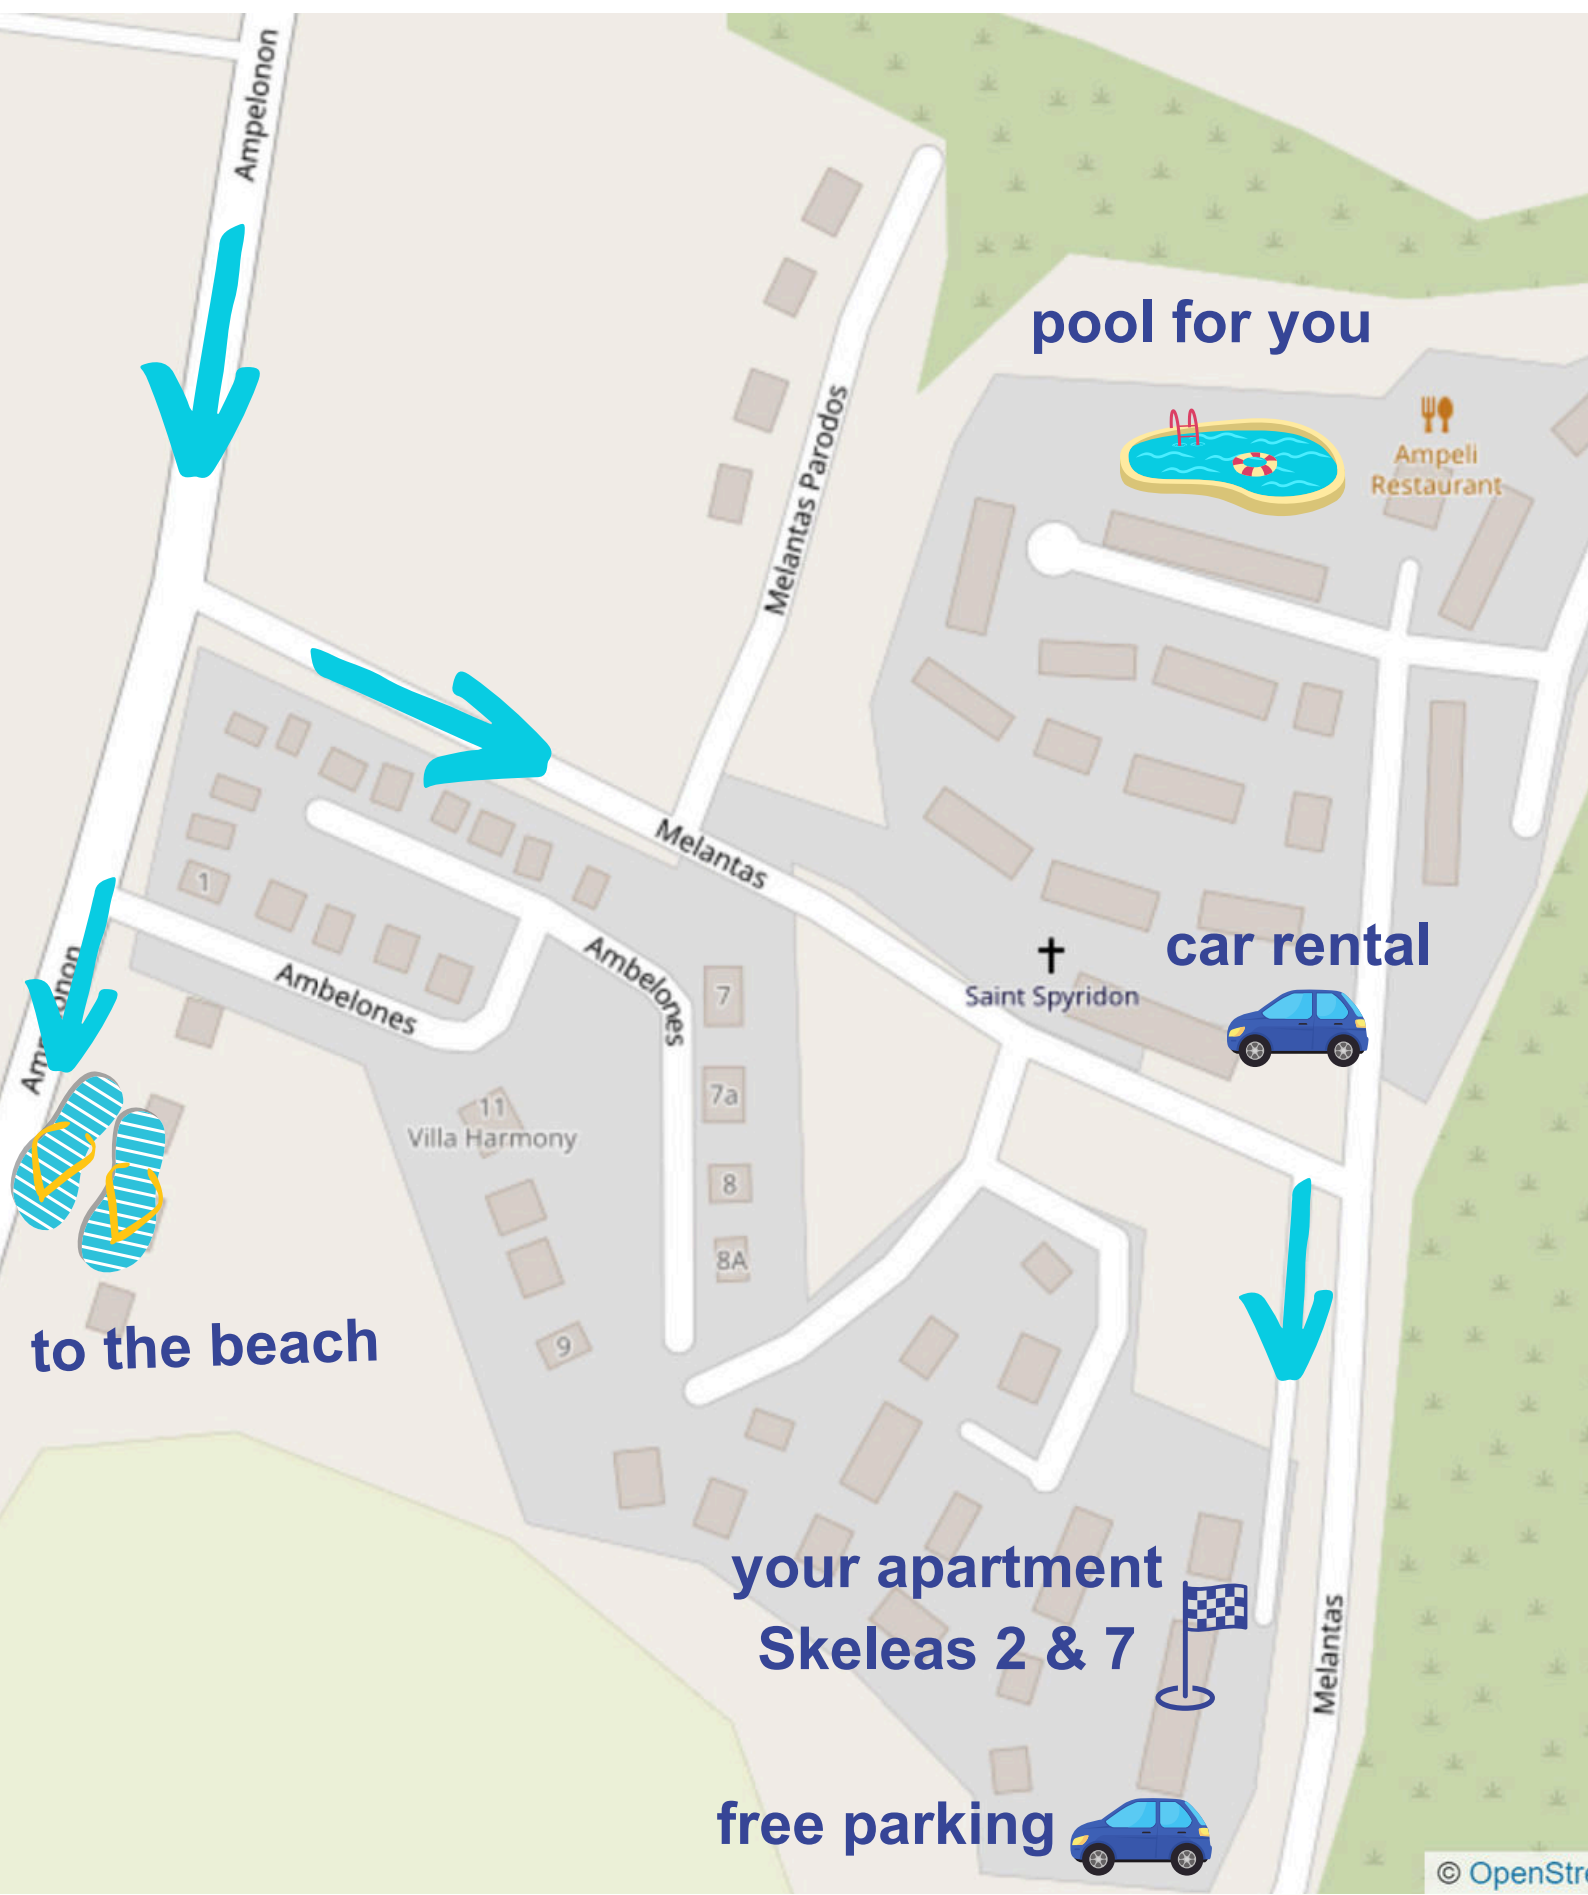 Ampelonon
pool for you
Melantas Parodos
Ampeli
Restaurant
Melantas
1
Ambelones
Ambelones
7
Saint Spyridon
car rental
7a
11
Villa Harmony
8
8A
9
to the beach
your apartment
Skeleas 2 & 7
Melantas
free parking
© OpenStre